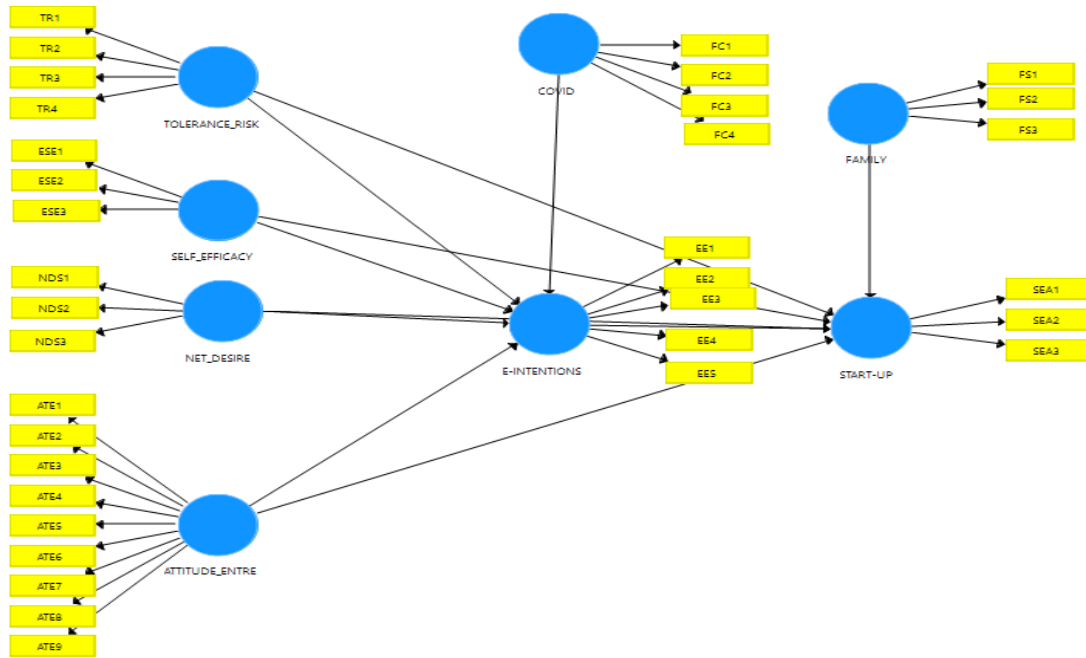 TR1
TR2
TR3
TR4
TOLERANCE_RISK
ESE1
ESE2
ESE3
SELF_EFFICACY
NDS1
NDS2
NDS3
NET_DESIRE
ATE1
ATE2
ATE3
ATE4
ATE5
ATE6
ATE7
ATE8
ATE9
ATTITUDE_ENTRE
COVID
FC1
FC2
FC3
FC4
FAMILY
FS1
FS2
FS3
E-INTENTIONS
EE1
EE2
EE3
EE4
EE5
START-UP
SEA1
SEA2
SEA3